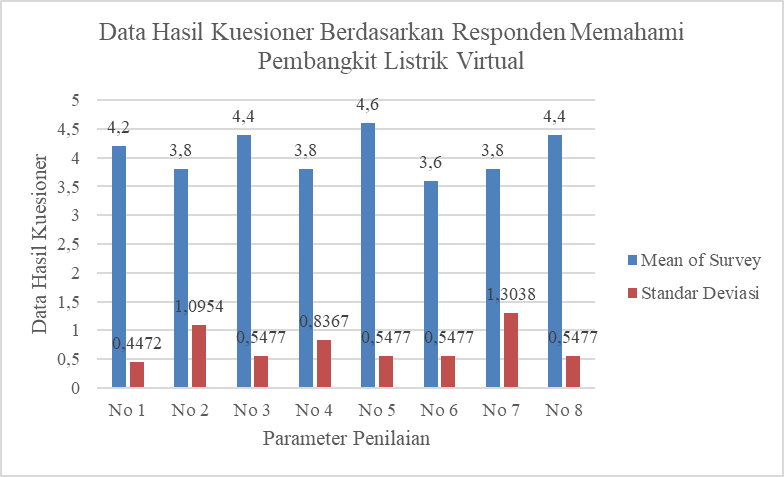 Data Hasil Kuesioner Berdasarkan Responden Memahami
Pembangkit Listrik Virtual
Data Hasil Kuesioner
5
4,5
4
3,5
3
2,5
2
1,5
1
0,5
0
4,2
3,8
4,4
3,8
4,6
3,6
3,8
4,4
0,4472
1,0954
0,5477
0,8367
0,5477
0,5477
1,3038
0,5477
No 1
No 2
No 3
No 4
No 5
No 6
No 7
No 8
Parameter Penilaian
Mean of Survey
Standar Deviasi